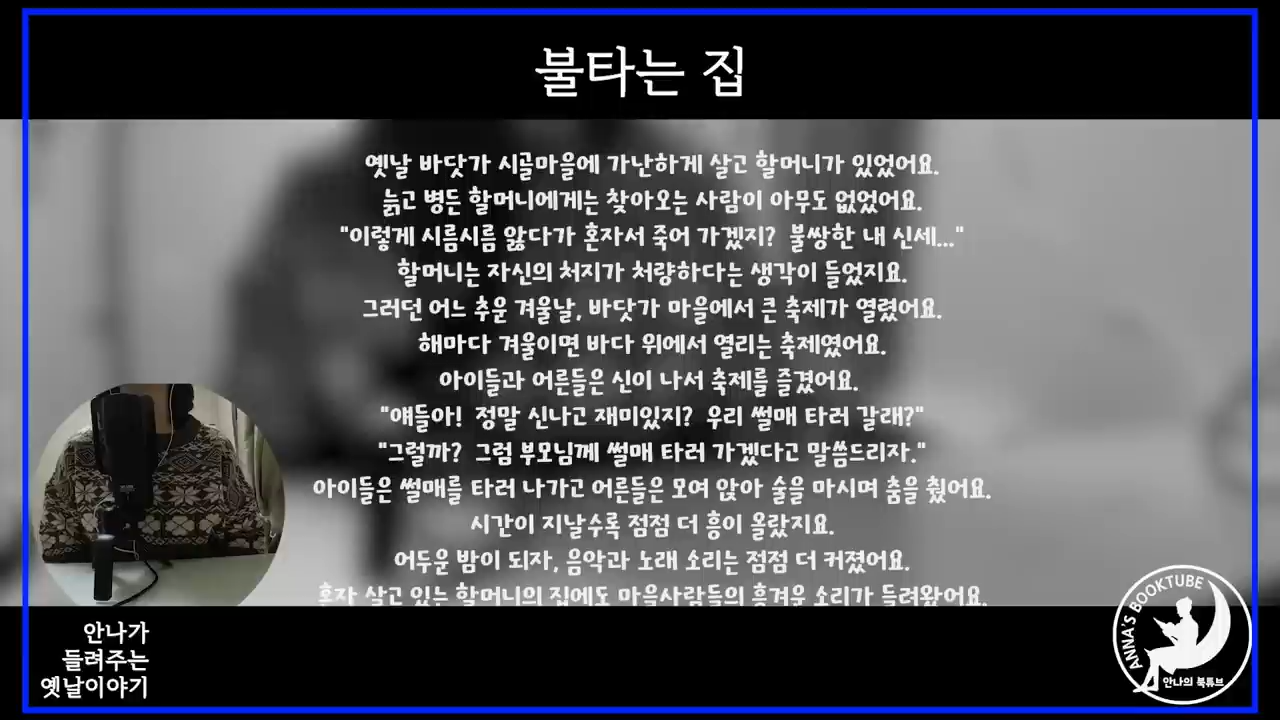 불타는 집
옛날 바닷가 시골마을에 가난하게 살고 할머니가 있었어요.
늙고 병든 할머니에게는 찾아오는 사람이 아무도 없었어요.
"이렇게 시름시름 앓다가 혼자서 죽어 가겠지?  불쌍한 내 신세..."
할머니는 자신의 처지가 처량하다는 생각이 들었지요.
그러던 어느 추운 겨울날, 바닷가 마을에서 큰 축제가 열렸어요.
해마다 겨울이면 바다 위에서 열리는 축제였어요.
아이들과 어른들은 신이 나서 축제를 즐겼어요.
"얘들아!  정말 신나고 재미있지?  우리 썰매 타러 갈래?"
"그럴까?  그럼 부모님께 썰매 타러 가겠다고 말씀드리자."
아이들은 썰매를 타러 나가고 어른들은 모여 앉아 술을 마시며 춤을 췄어요.
시간이 지날수록 점점 더 흥이 올랐지요.
어두운 밤이 되자, 음악과 노래 소리는 점점 더 커졌어요.
혼자 살고 있는 할머니의 집에도 마을사람들의 흥겨운 소리가 들려왔어요.
안나가
들려주는
옛날이야기
ANNA'S BOOKTUBE
안나의 북튜브